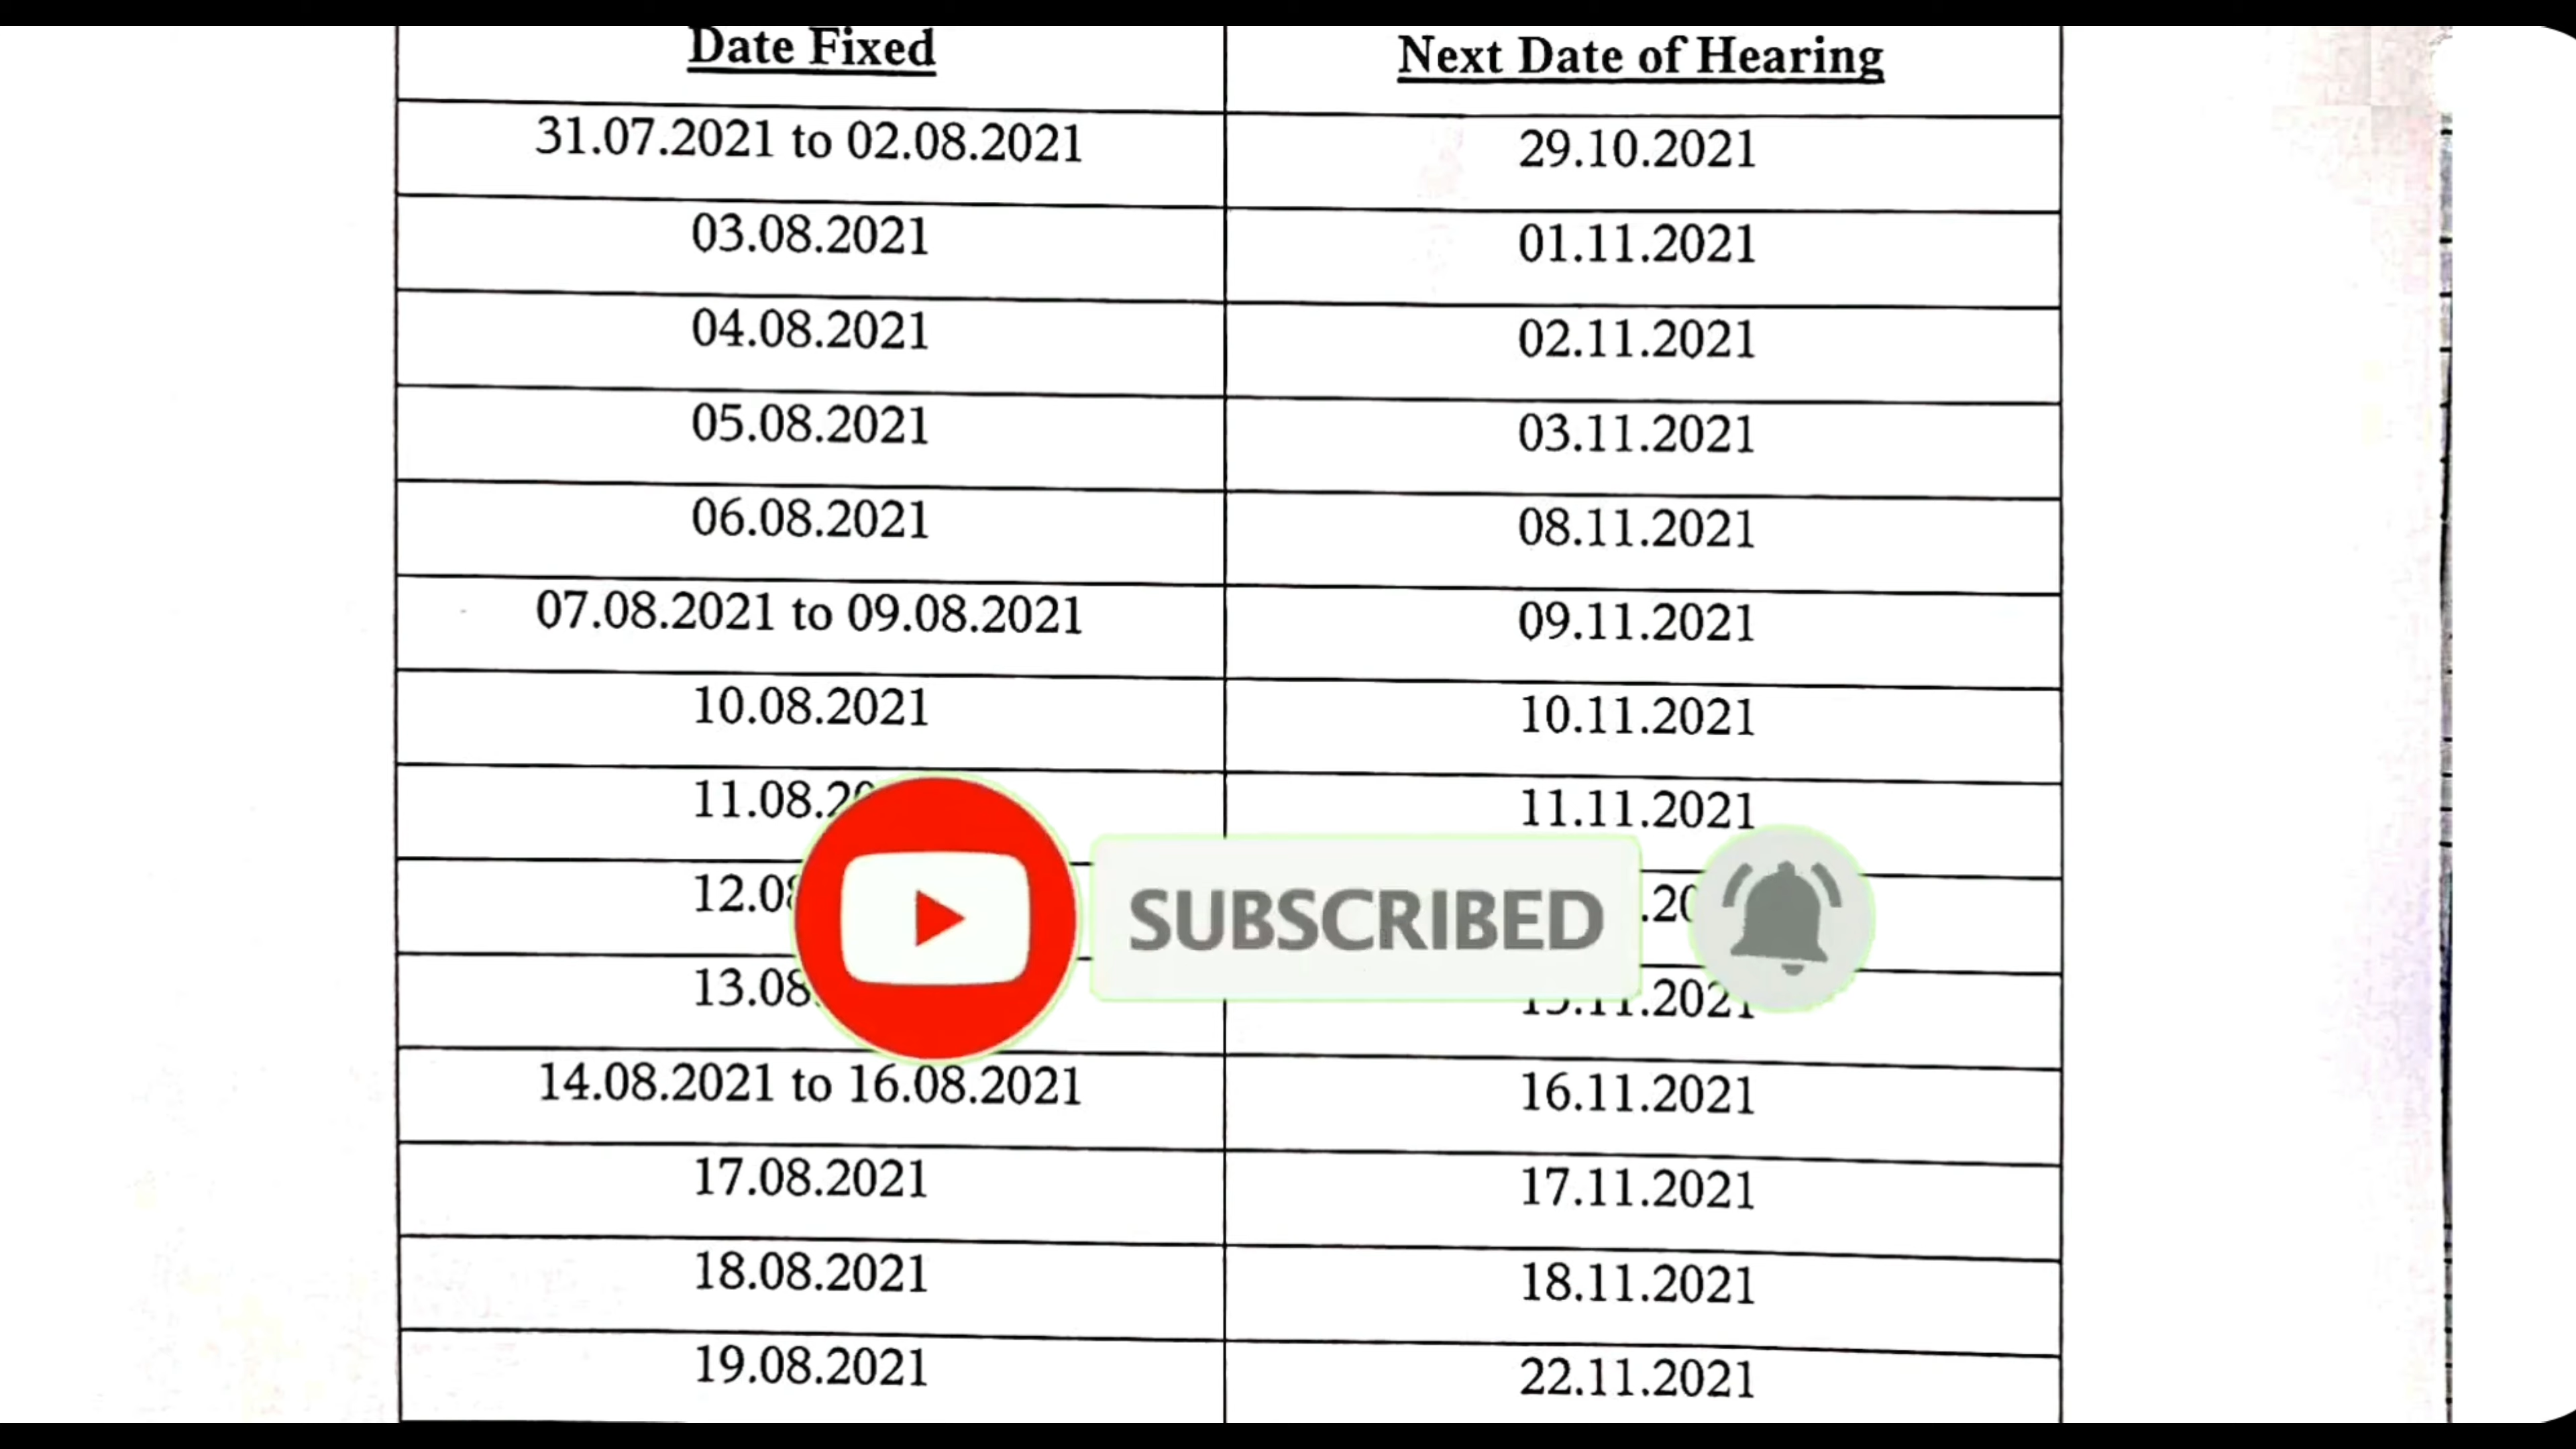 Date Fixed Next Date of Hearing
31.07.2021 to 02.08.2021 29.10.2021
03.08.2021 01.11.2021
04.08.2021 02.11.2021
05.08.2021 03.11.2021
06.08.2021 08.11.2021
07.08.2021 to 09.08.2021 09.11.2021
10.08.2021 10.11.2021
11.11.2021
SUBSCRIBED
14.08.2021 to 16.08.2021 16.11.2021
17.08.2021 17.11.2021
18.08.2021 18.11.2021
19.08.2021 22.11.2021